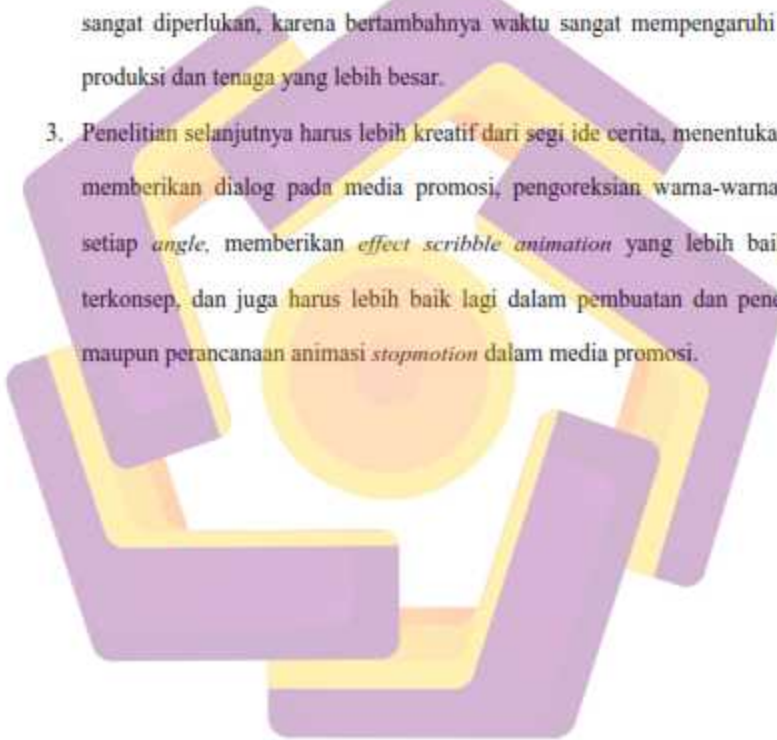 sangat diperlukan, karena bertambahnya waktu sangat mempengaruhi
produksi dan tenaga yang lebih besar.
3. Penelitian selanjutnya harus lebih kreatif dari segi ide cerita, menentuka
memberikan dialog pada media promosi, pengoreksian warna-warna
setiap angle, memberikan effect scribble animation yang lebih bai
terkonsep, dan juga harus lebih baik lagi dalam pembuatan dan pene
maupun perancanaan animasi stopmotion dalam media promosi.